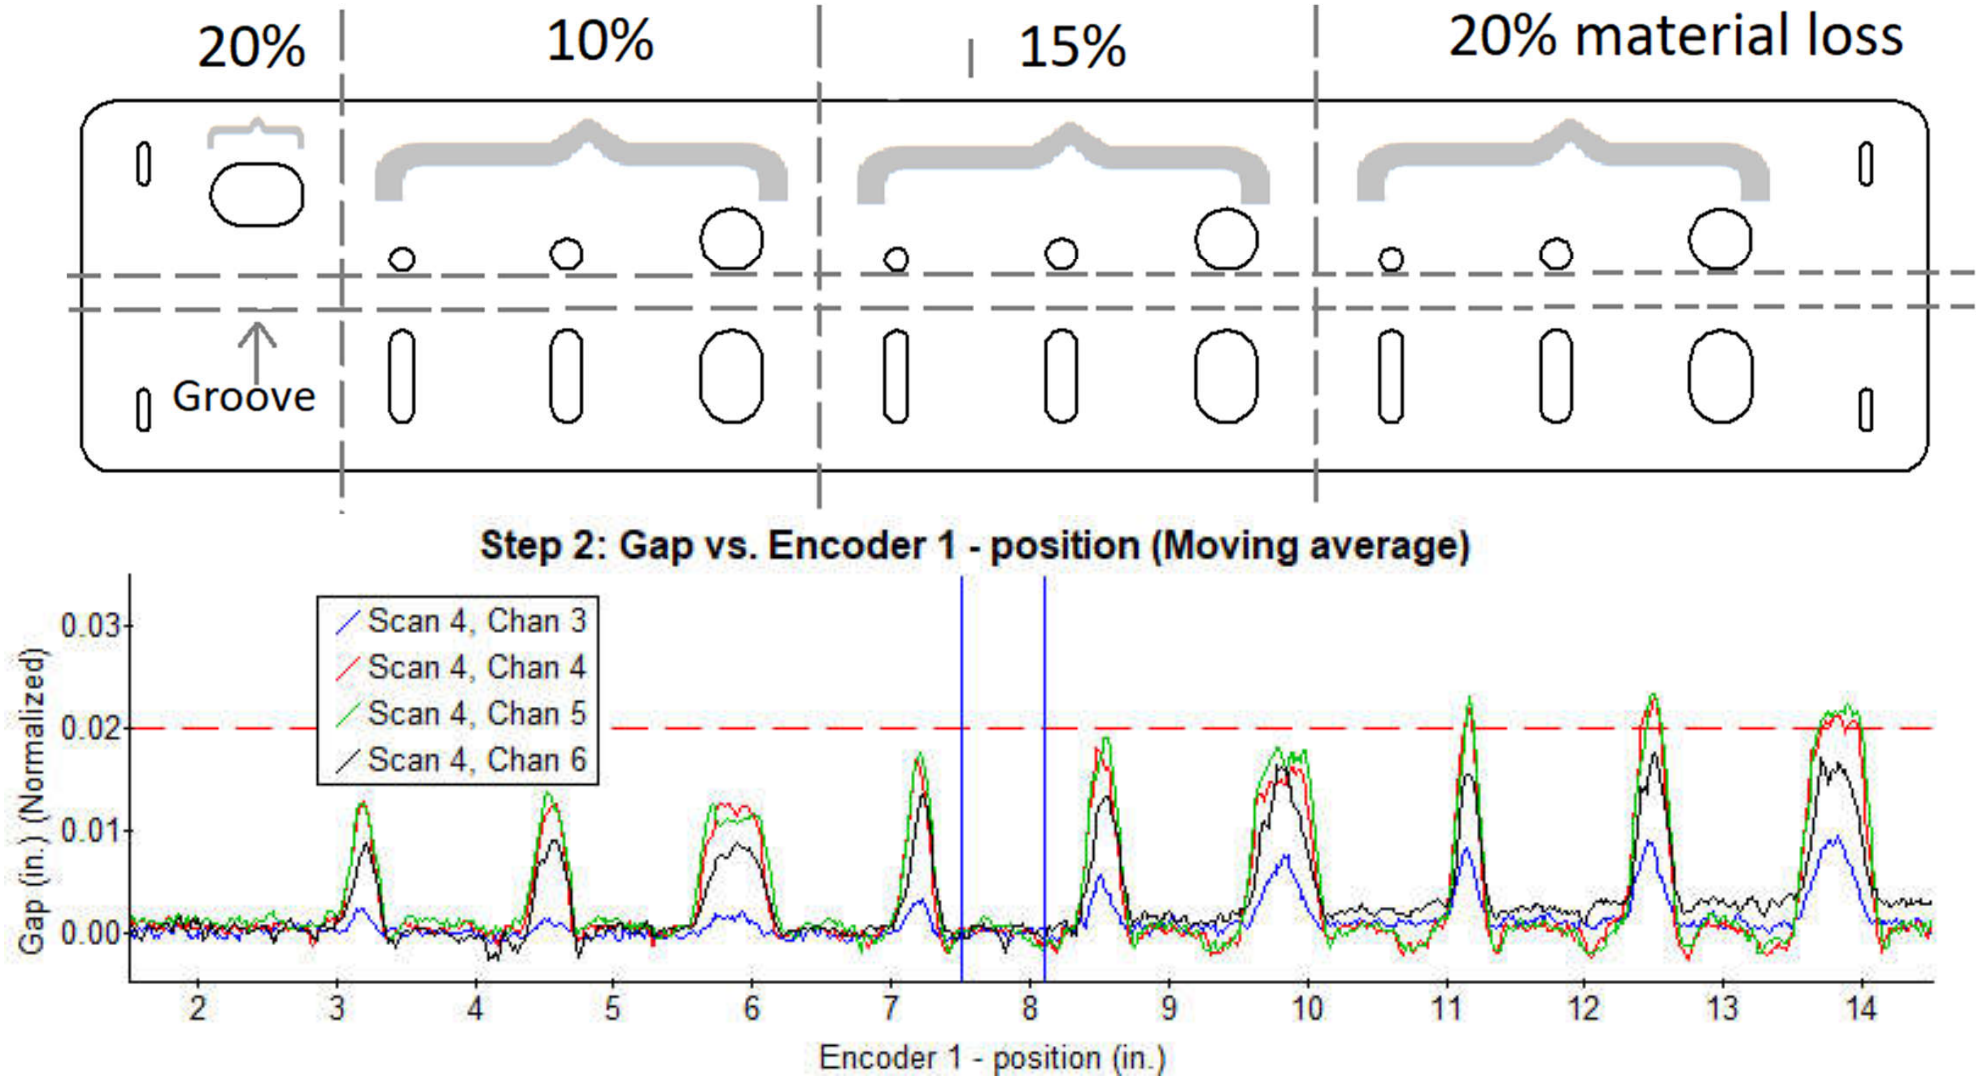 20%
10%
15%
20% material loss
Groove
Step 2: Gap vs. Encoder 1 - position (Moving average)
Scan 4, Chan 3
Scan 4, Chan 4
Scan 4, Chan 5
Scan 4, Chan 6
Gap (in.) (Normalized)
0.03
0.02
0.01
0.00
2 3 4 5 6 7 8 9 10 11 12 13 14
Encoder 1 - position (in.)